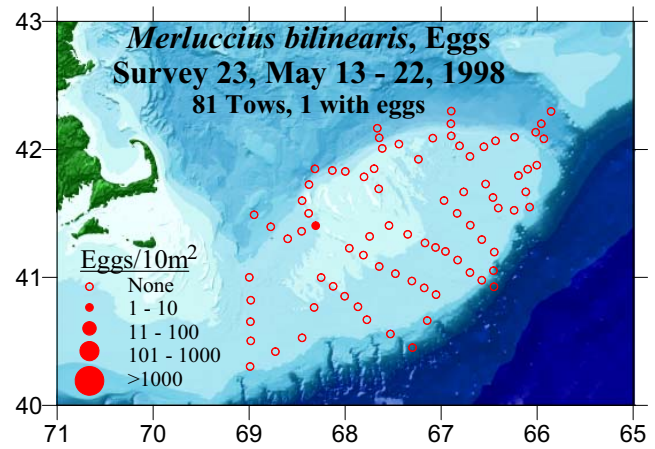 43
Merluccius bilinearis, Eggs
Survey 23, May 13 - 22, 1998
81 Tows, 1 with eggs
42
Eggs/10m²
None
41
1 - 10
11 - 100
101 - 1000
>1000
40
71 70 69 68 67 66 65